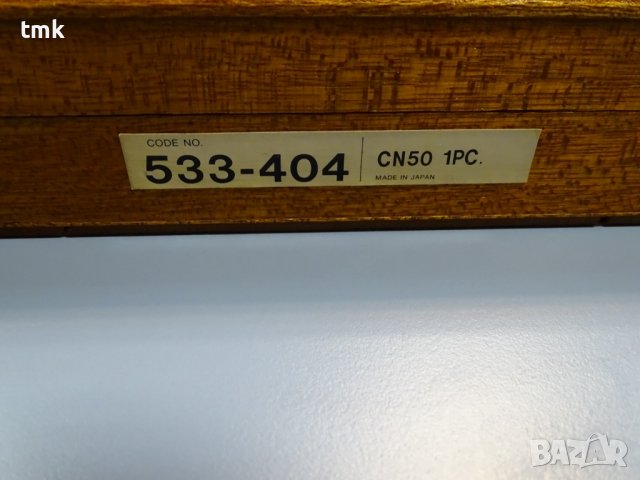 tmk
CODE NO.
533-404
CN50 1PC.
MADE IN JAPAN
BAZAR